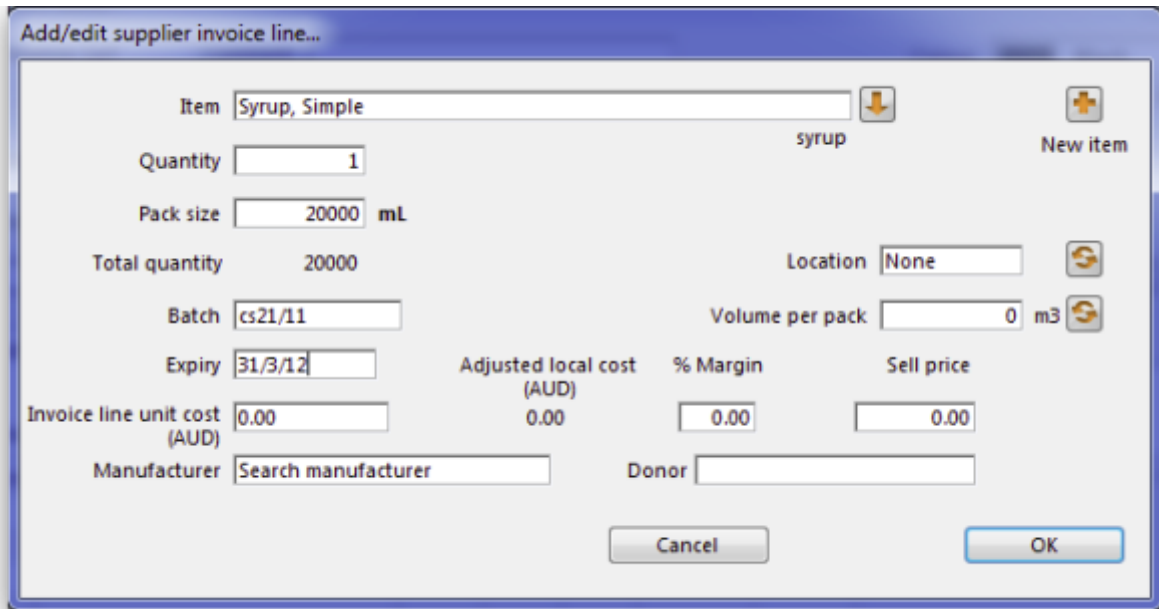 Add/edit supplier invoice line...
Item Syrup, Simple
syrup
New item
Quantity 1
Pack size 20000 mL
Total quantity 20000
Location None
Batch cs21/11
Volume per pack 0 m3
Expiry 31/3/12
Adjusted local cost
(AUD)
% Margin
Sell price
Invoice line unit cost
(AUD)
0.00 0.00 0.00 0.00
Manufacturer Search manufacturer
Donor
Cancel OK